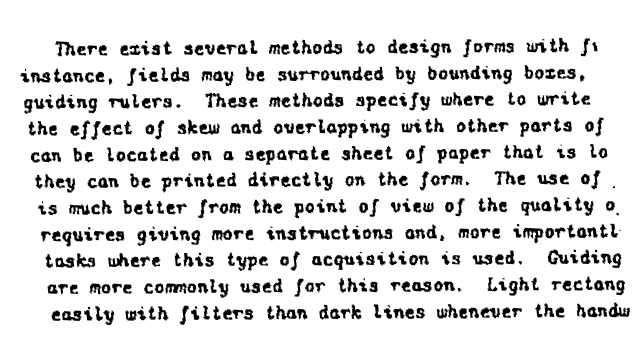 There exist several methods to design forms with
instance, fields may be surrounded by bounding boxes,
guiding rulers. These methods specify where to write
the effect of skew and overlapping with other parts of
can be located on a separate sheet of paper that is lo
they can be printed directly on the form. The use of
is much better from the point of view of the quality
requires giving more instructions and, more importantl
tasks where this type of acquisition is used. Guiding
are more commonly used for this reason. Light rectang
easily with filters than dark lines whenever the handw